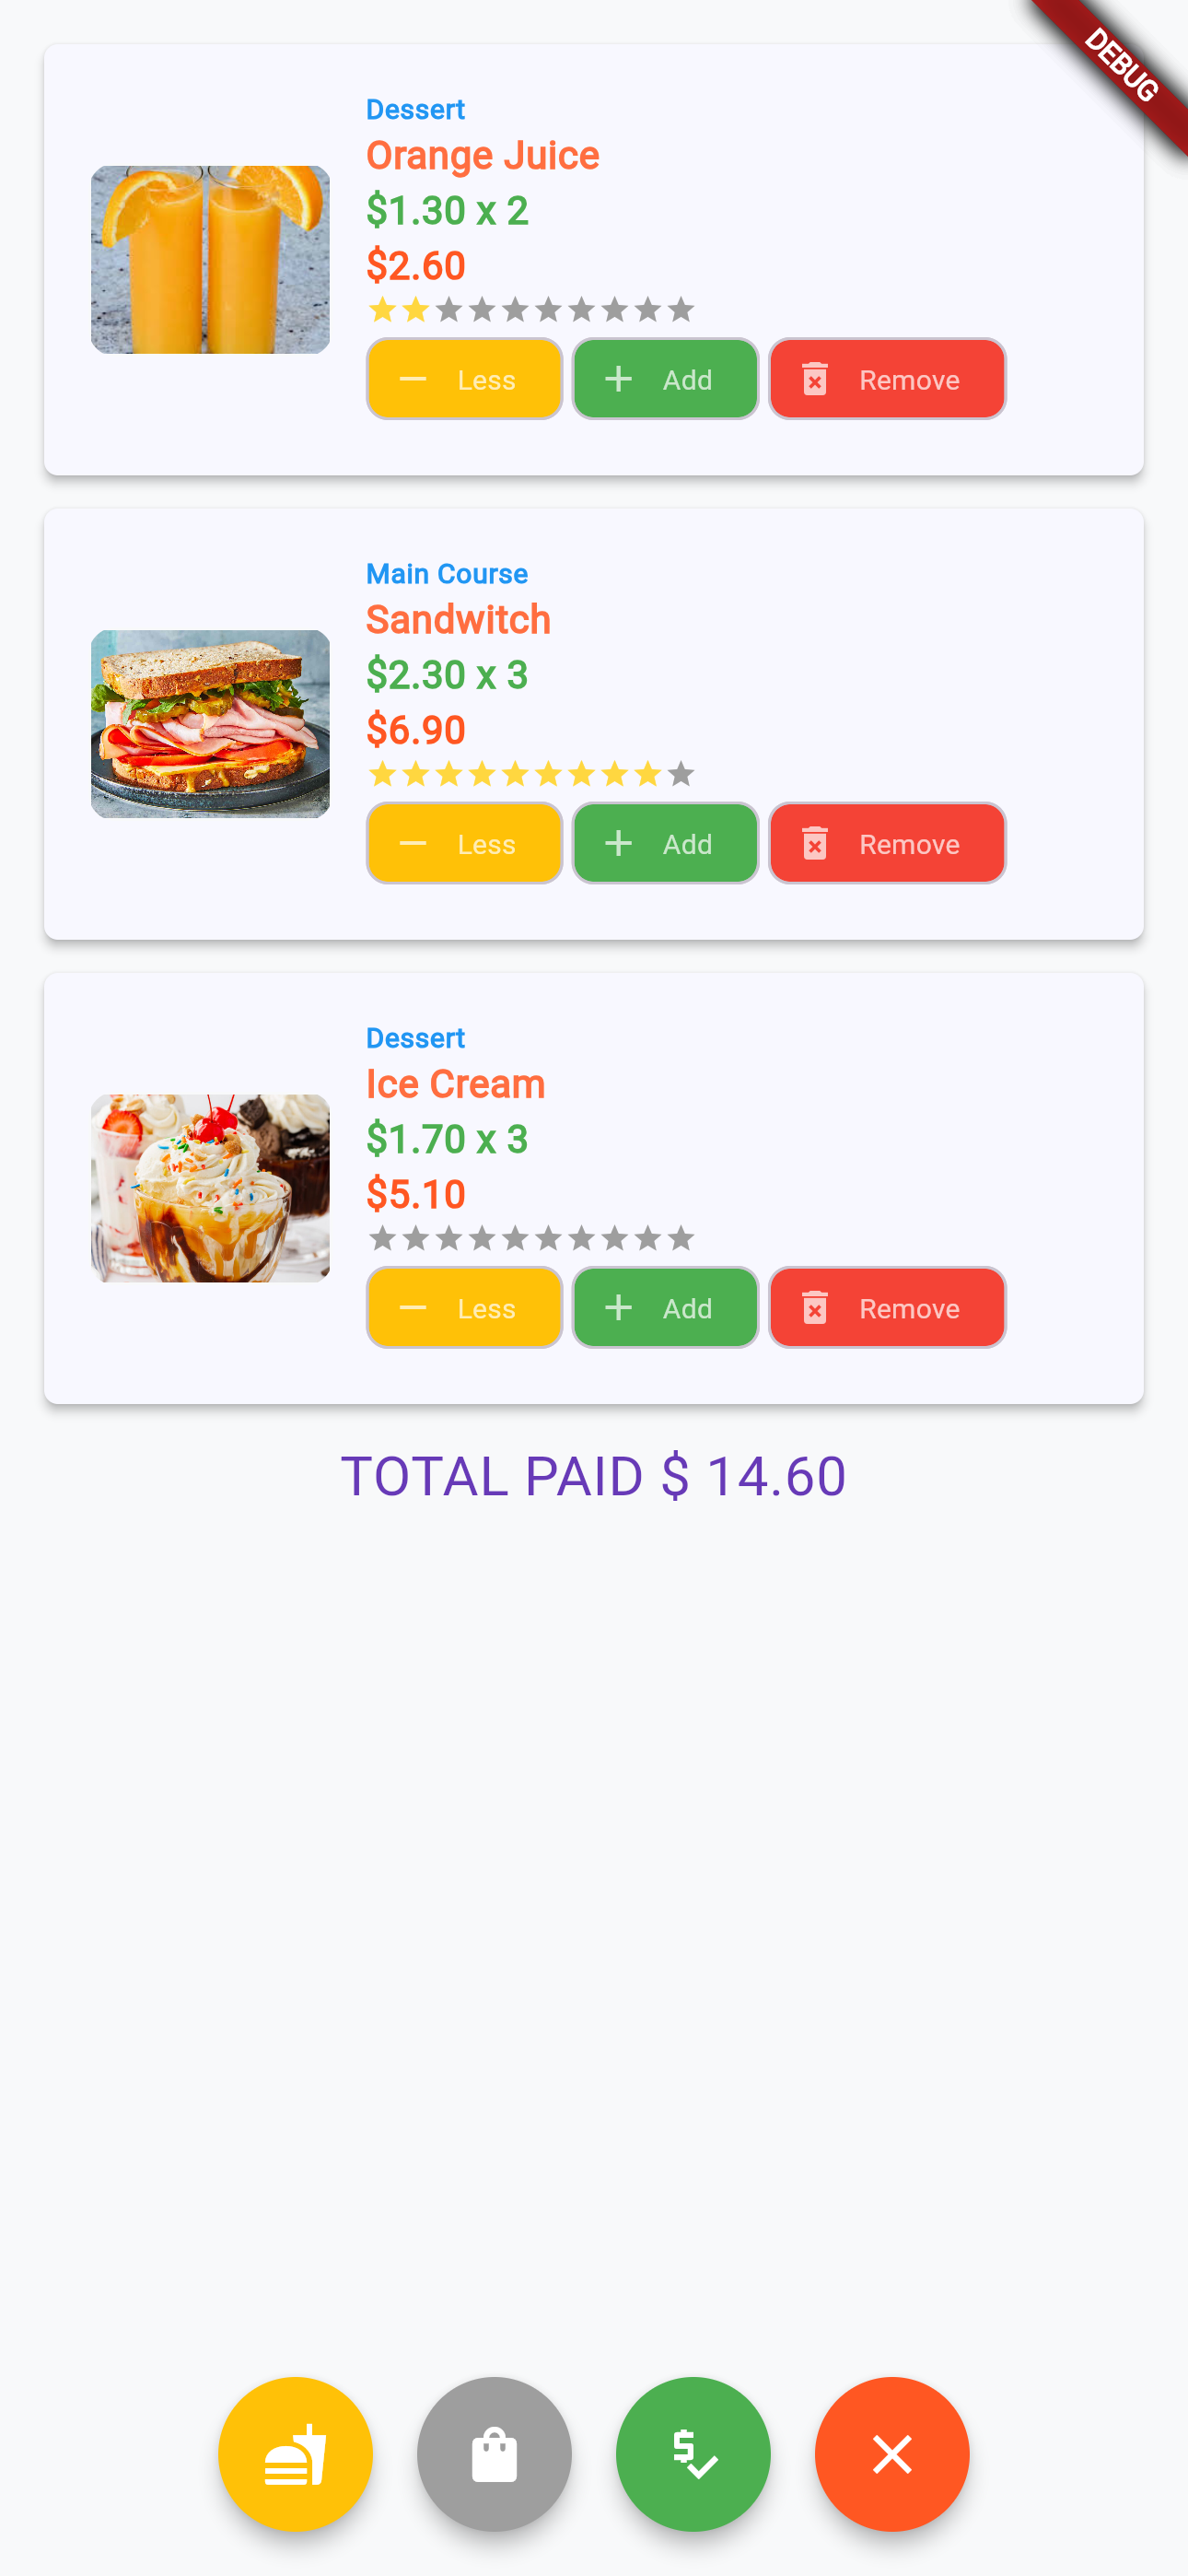 DEBUG
Dessert
Orange Juice
$1.30 x 2
$2.60
Less Add Remove
Main Course
Sandwitch
$2.30 x 3
$6.90
Less Add Remove
Dessert
Ice Cream
$1.70 x 3
$5.10
Less Add Remove
TOTAL PAID $ 14.60